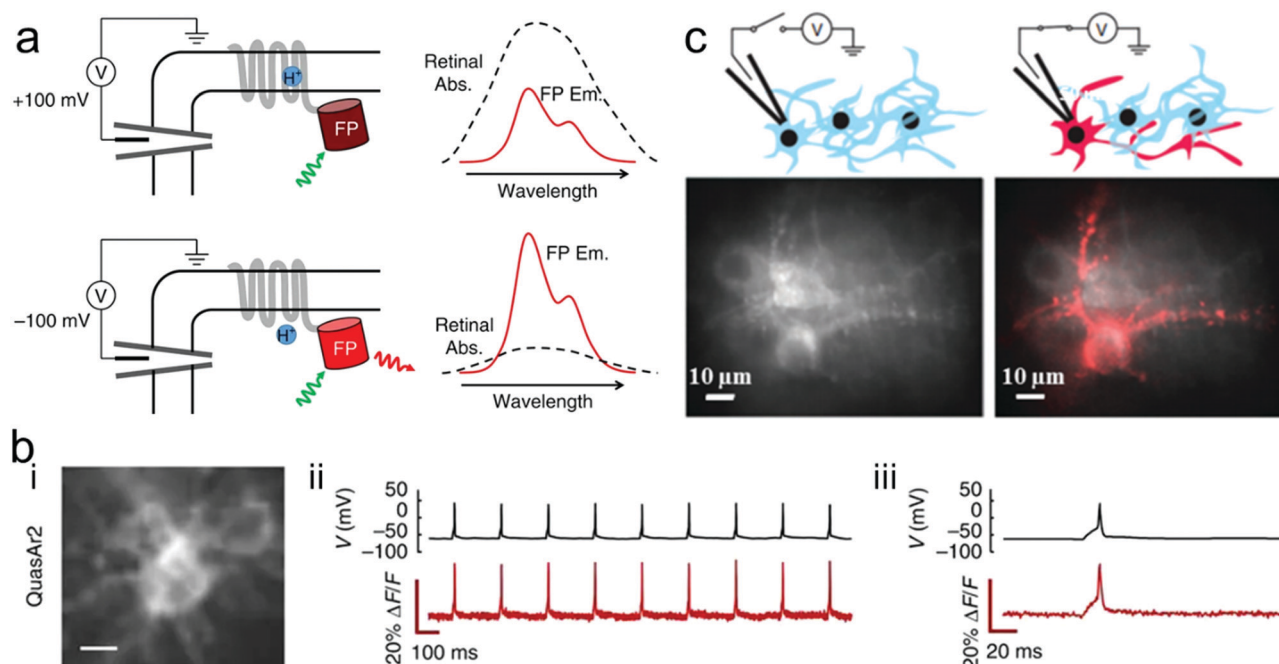 a
V
+100 mV
H+
FP
Retinal
Abs.
FP Em.
Wavelength
V
–100 mV
H+
FP
FP Em.
Retinal
Abs.
Wavelength
c
V
V
10 µm
10 µm
b
i
QuasAr2
ii
V (mV)
50
0
–50
–100
20% ΔF/F
100 ms
iii
V (mV)
50
0
–50
–100
20% ΔF/F
20 ms